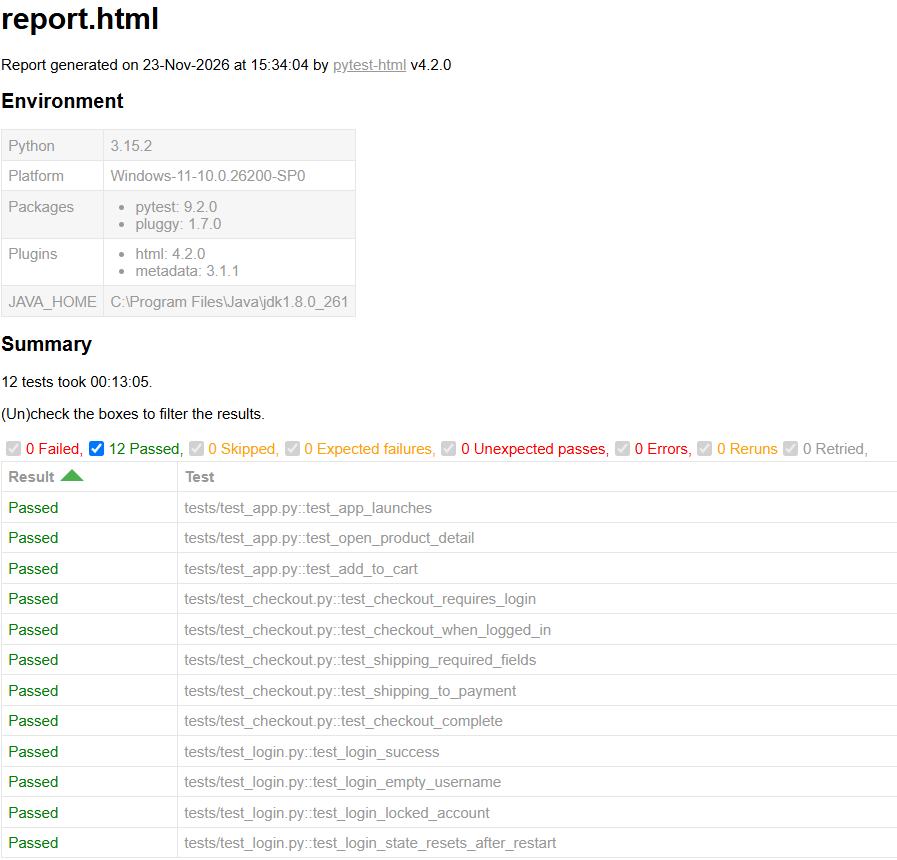 report.html
Report generated on 23-Nov-2026 at 15:34:04 by pytest-html v4.2.0
Environment
Python 3.15.2
Platform Windows-11-10.0.26200-SP0
Packages • pytest: 9.2.0
• pluggy: 1.7.0
Plugins • html: 4.2.0
• metadata: 3.1.1
JAVA_HOME C:\Program Files\Java\jdk1.8.0_261
Summary
12 tests took 00:13:05.
(Un)check the boxes to filter the results.
0 Failed, 12 Passed, 0 Skipped, 0 Expected failures, 0 Unexpected passes, 0 Errors, 0 Reruns 0 Retried,
Result Test
Passed tests/test_app.py::test_app_launches
Passed tests/test_app.py::test_open_product_detail
Passed tests/test_app.py::test_add_to_cart
Passed tests/test_checkout.py::test_checkout_requires_login
Passed tests/test_checkout.py::test_checkout_when_logged_in
Passed tests/test_checkout.py::test_shipping_required_fields
Passed tests/test_checkout.py::test_shipping_to_payment
Passed tests/test_checkout.py::test_checkout_complete
Passed tests/test_login.py::test_login_success
Passed tests/test_login.py::test_login_empty_username
Passed tests/test_login.py::test_login_locked_account
Passed tests/test_login.py::test_login_state_resets_after_restart